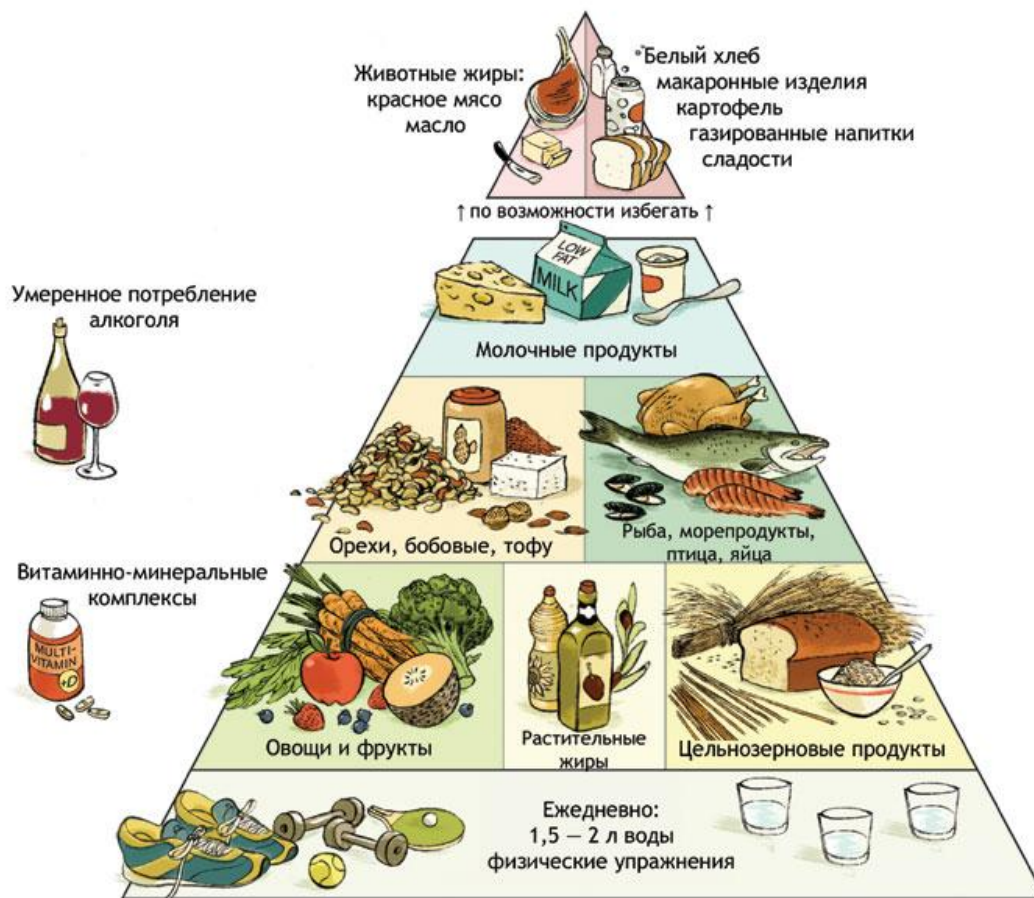 Животные жиры:
красное мясо
масло
Белый хлеб
макаронные изделия
картофель
газированные напитки
сладости
↑ по возможности избегать ↑
LOW
FAT
MILK
Молочные продукты
Умеренное потребление
алкоголя
Орехи, бобовые, тофу
Рыба, морепродукты,
птица, яйца
Витаминно-минеральные
комплексы
MULTI-
VITAMIN
+D
Овощи и фрукты
Растительные
жиры
Цельнозерновые продукты
Ежедневно:
1,5 — 2 л воды
физические упражнения